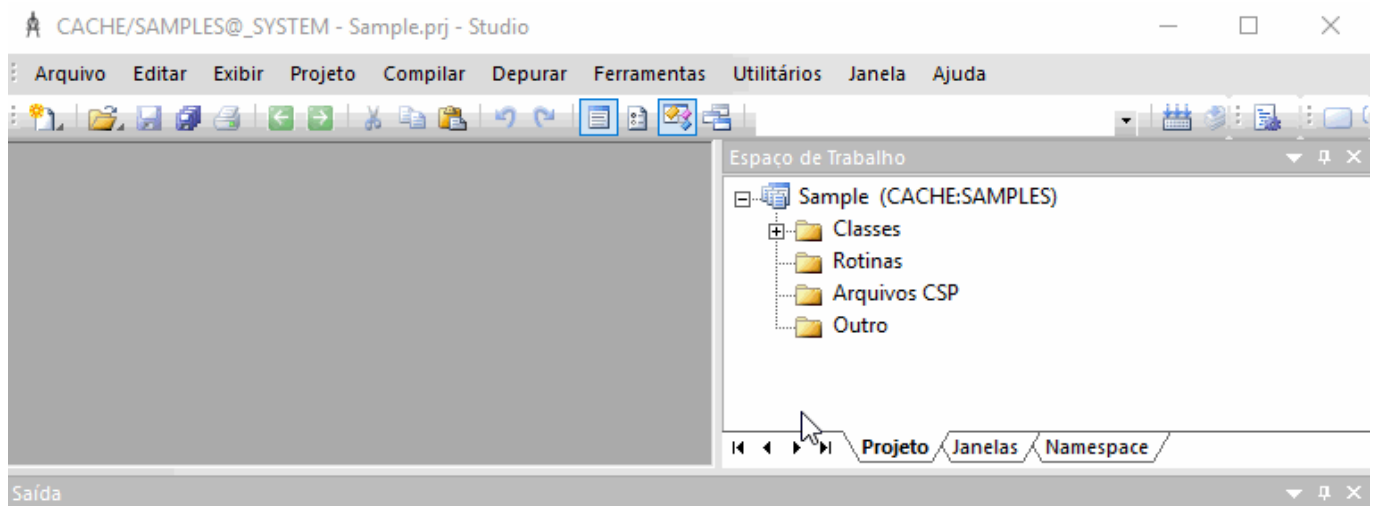 CACHE/SAMPLES@_SYSTEM - Sample.prj - Studio
Arquivo Editar Exibir Projeto Compilar Depurar Ferramentas Utilitários Janela Ajuda
Espaço de Trabalho
Sample (CACHE:SAMPLES)
Classes
Rotinas
Arquivos CSP
Outro
Projeto Janelas Namespace
Saída